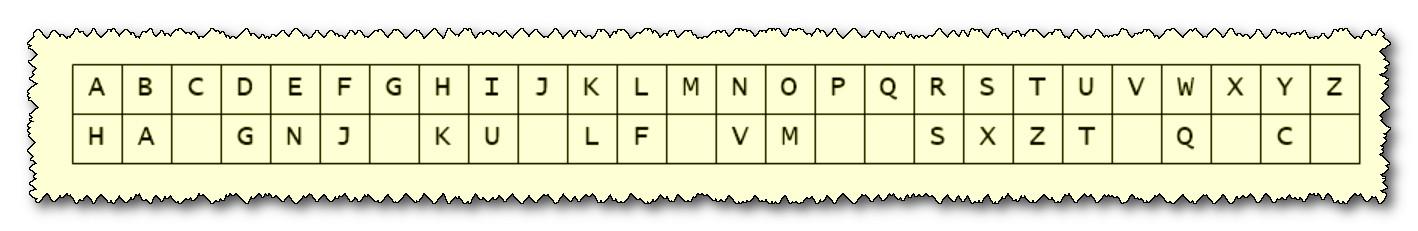 A B C D E F G H I J K L M N O P Q R S T U V W X Y Z
H A G N J K U L F V M S X Z T Q C